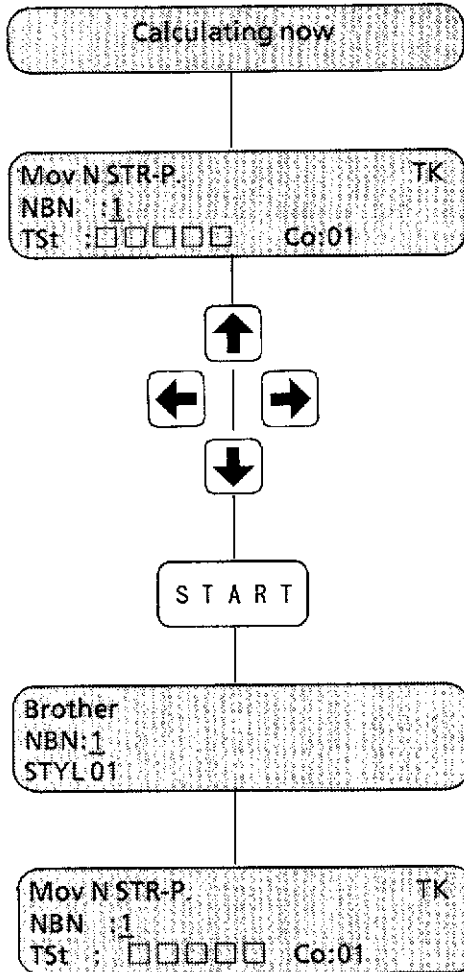 Calculating now
Mov N STR-P. TK
NBN :1
TSt :□□□□□ Co:01
START
Brother
NBN:1
STYL 01
Mov N STR-P. TK
NBN :1
TSt : □□□□□ Co:01